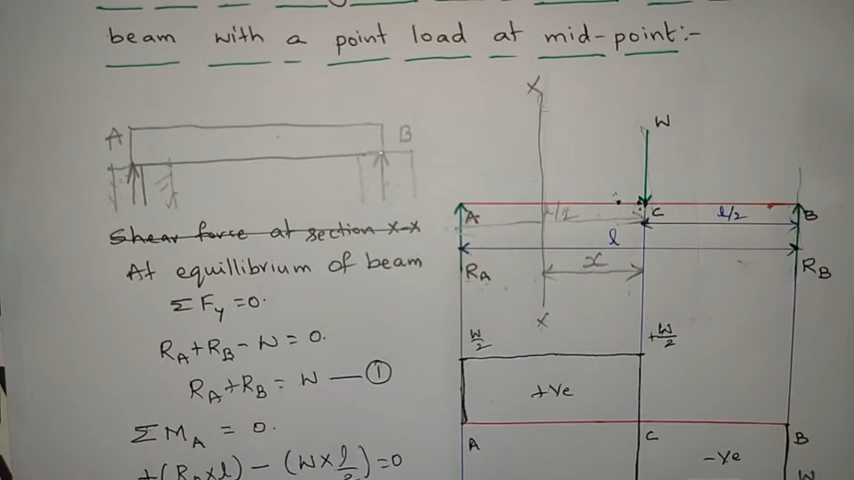 beam with a point load at mid-point:-
A
B
Shear force at section X-X
At equillibrium of beam
ΣFy = 0.
RA + RB - W = 0.
RA + RB = W — ①
ΣMA = 0.
X
W
A
l/2
C
l/2
B
l
RA
x
RB
X
W/2
+W/2
+Ve
A
C
B
-Ve
W